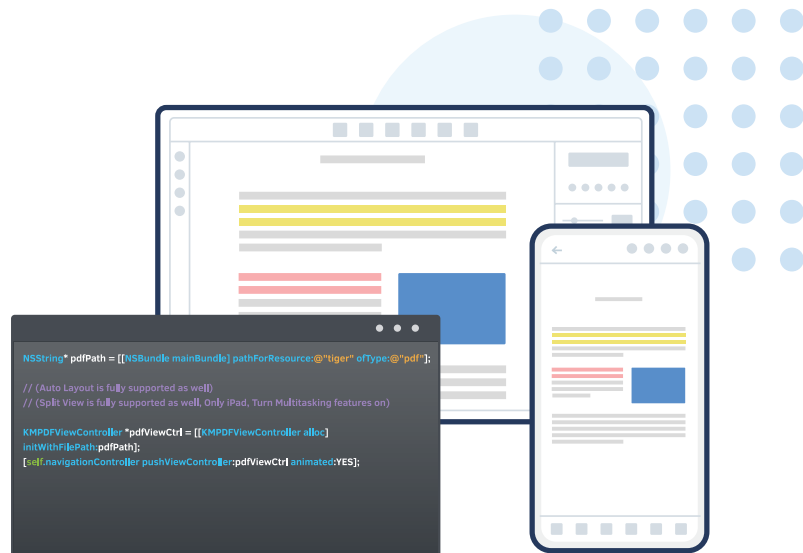 NSString* pdfPath = [[NSBundle mainBundle] pathForResource:@"tiger" ofType:@"pdf"];
// (Auto Layout is fully supported as well)
// (Split View is fully supported as well, Only iPad, Turn Multitasking features on)
KMPDFViewController *pdfViewCtrl = [[KMPDFViewController alloc]
initWithFilePath:pdfPath];
[self.navigationController pushViewController:pdfViewCtrl animated:YES];